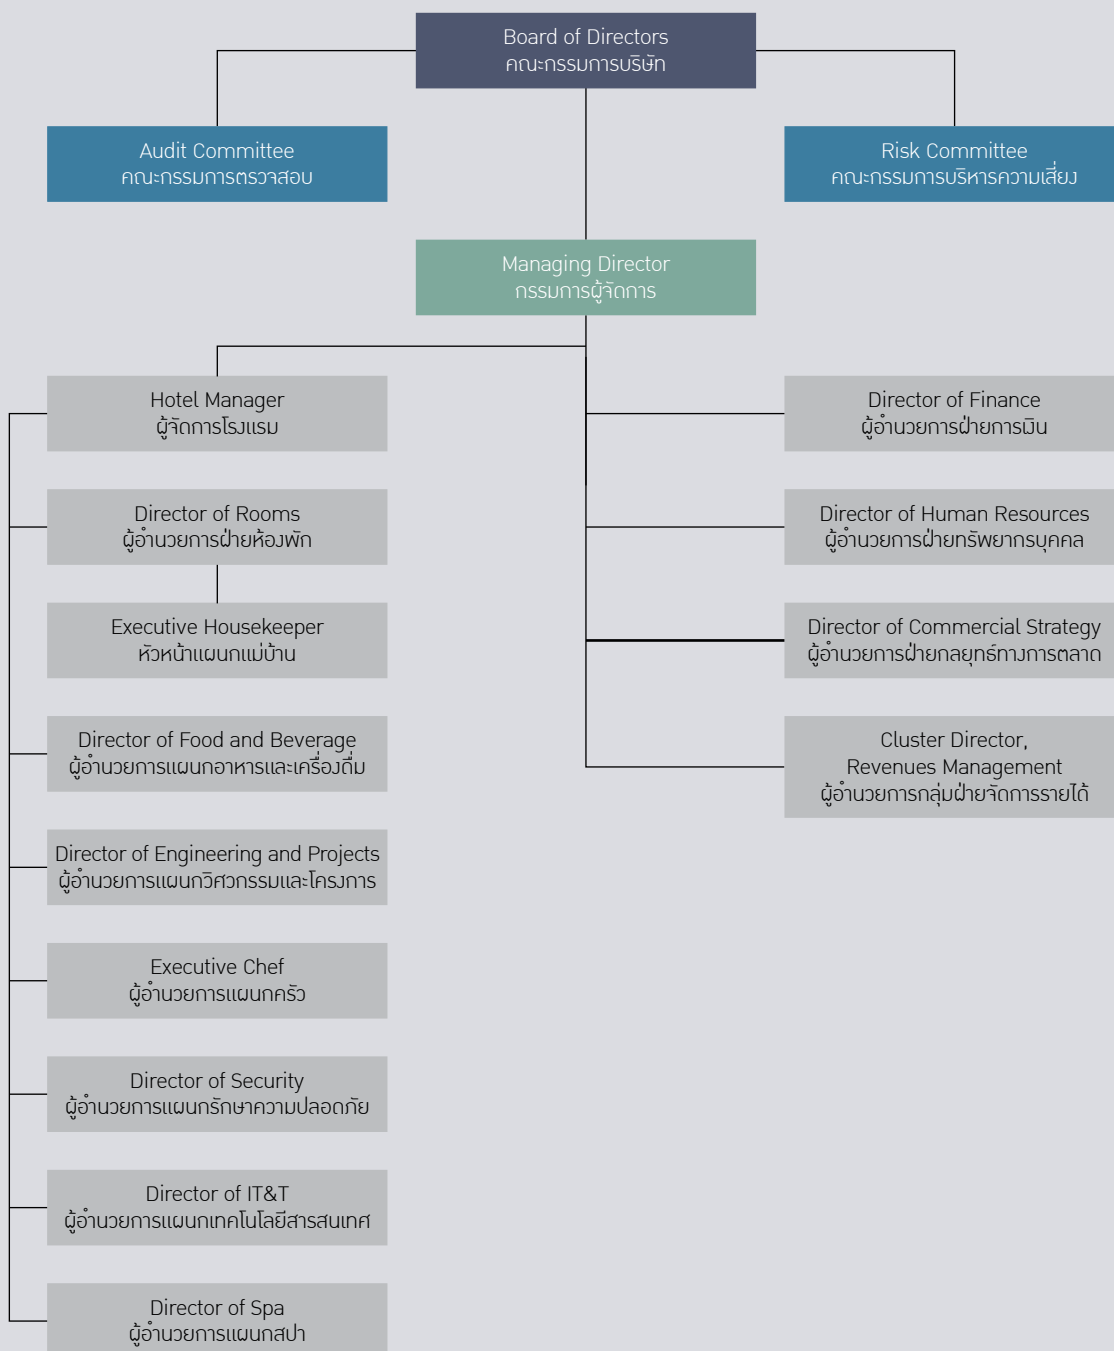 Board of Directors
คณะกรรมการบริษัท
Audit Committee
คณะกรรมการตรวจสอบ
Risk Committee
คณะกรรมการบริหารความเสี่ยง
Managing Director
กรรมการผู้จัดการ
Hotel Manager
ผู้จัดการโรงแรม
Director of Rooms
ผู้อำนวยการฝ่ายห้องพัก
Executive Housekeeper
หัวหน้าแผนกแม่บ้าน
Director of Food and Beverage
ผู้อำนวยการแผนกอาหารและเครื่องดื่ม
Director of Engineering and Projects
ผู้อำนวยการแผนกวิศวกรรมและโครงการ
Executive Chef
ผู้อำนวยการแผนกครัว
Director of Security
ผู้อำนวยการแผนกรักษาความปลอดภัย
Director of IT&T
ผู้อำนวยการแผนกเทคโนโลยีสารสนเทศ
Director of Spa
ผู้อำนวยการแผนกสปา
Director of Finance
ผู้อำนวยการฝ่ายการเงิน
Director of Human Resources
ผู้อำนวยการฝ่ายทรัพยากรบุคคล
Director of Commercial Strategy
ผู้อำนวยการฝ่ายกลยุทธ์ทางการตลาด
Cluster Director,
Revenues Management
ผู้อำนวยการกลุ่มฝ่ายจัดการรายได้